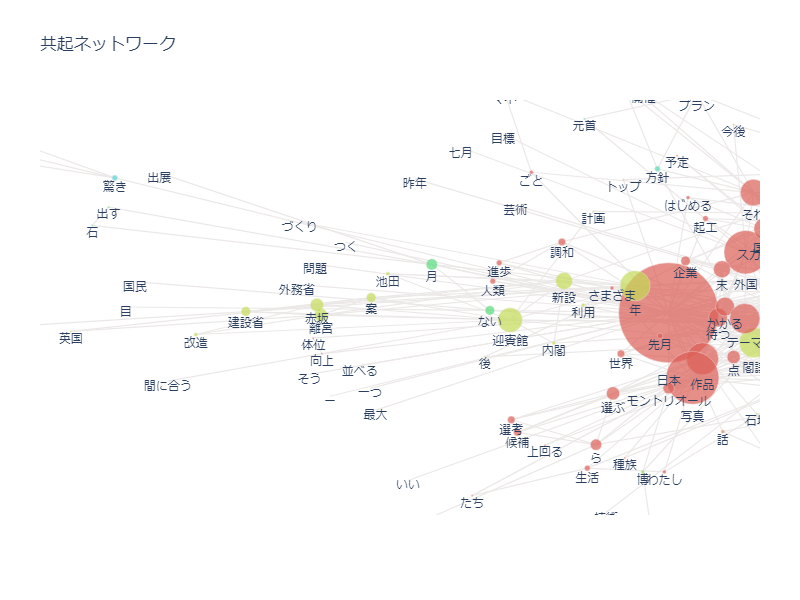 共起ネットワーク
プラン
元首
今後
目標
七月
予定
ごと
方針
トップ
出展
驚き
昨年
はじめる
芸術
出す
計画
起工
石
づくり
つく
調和
問題
進歩
企業
月
池田
末
外国
国民
外務省
人類
新設
さまざま
目
赤坂
建設省
離宮
ない
利用
年
かかる
待つ
英国
改造
体位
迎賓館
内閣
先月
テーマ
向上
後
世界
点
そう
並べる
日本
作品
間に合う
一つ
モントリオール
一
選ぶ
最大
写真
選考
候補
上回る
話
ら
種族
生活
博
わたし
いい
たち